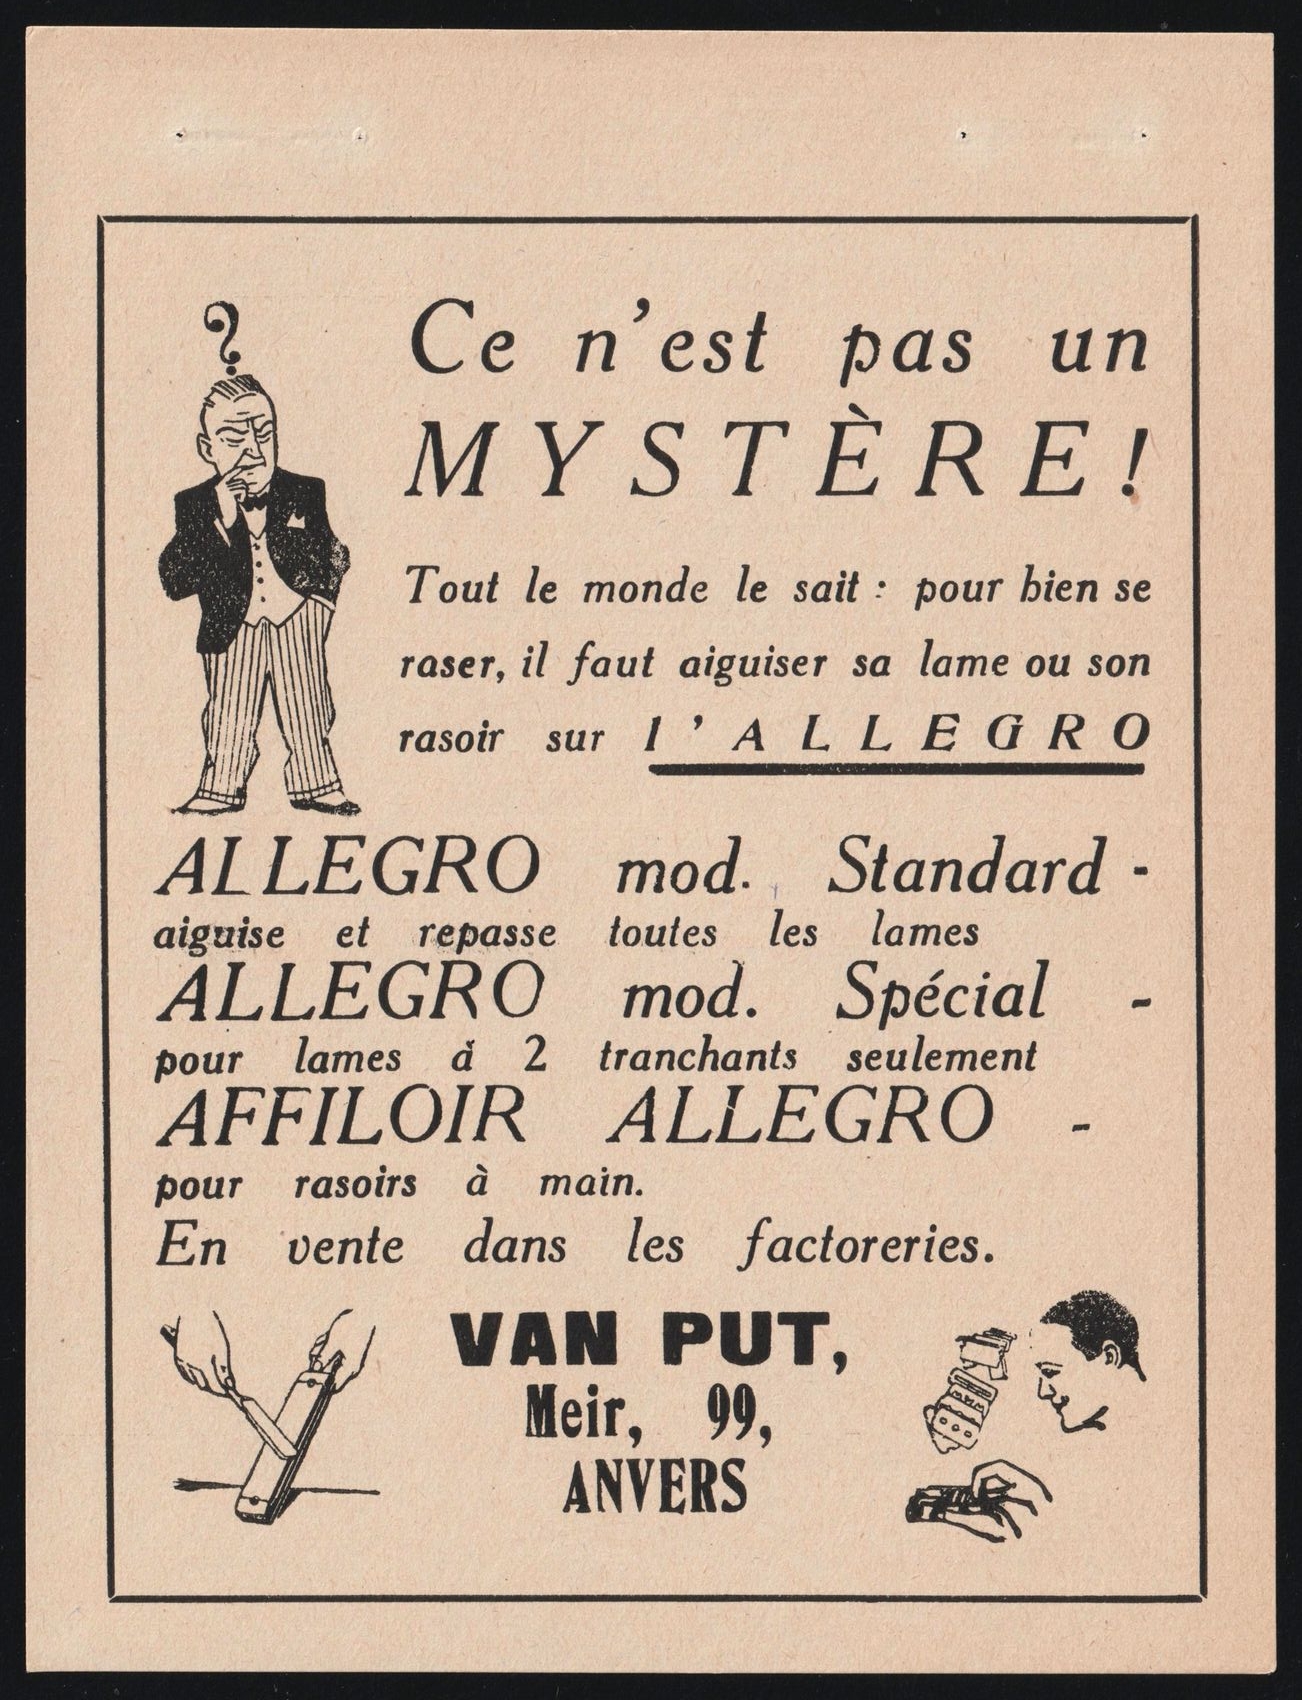 ?
Ce n'est pas un
MYSTÈRE!
Tout le monde le sait : pour bien se
raser, il faut aiguiser sa lame ou son
rasoir sur l'ALLEGRO
ALLEGRO mod. Standard -
aiguise et repasse toutes les lames
ALLEGRO mod. Spécial -
pour lames à 2 tranchants seulement
AFFILOIR ALLEGRO -
pour rasoirs à main.
En vente dans les factoreries.
VAN PUT,
Meir, 99,
ANVERS